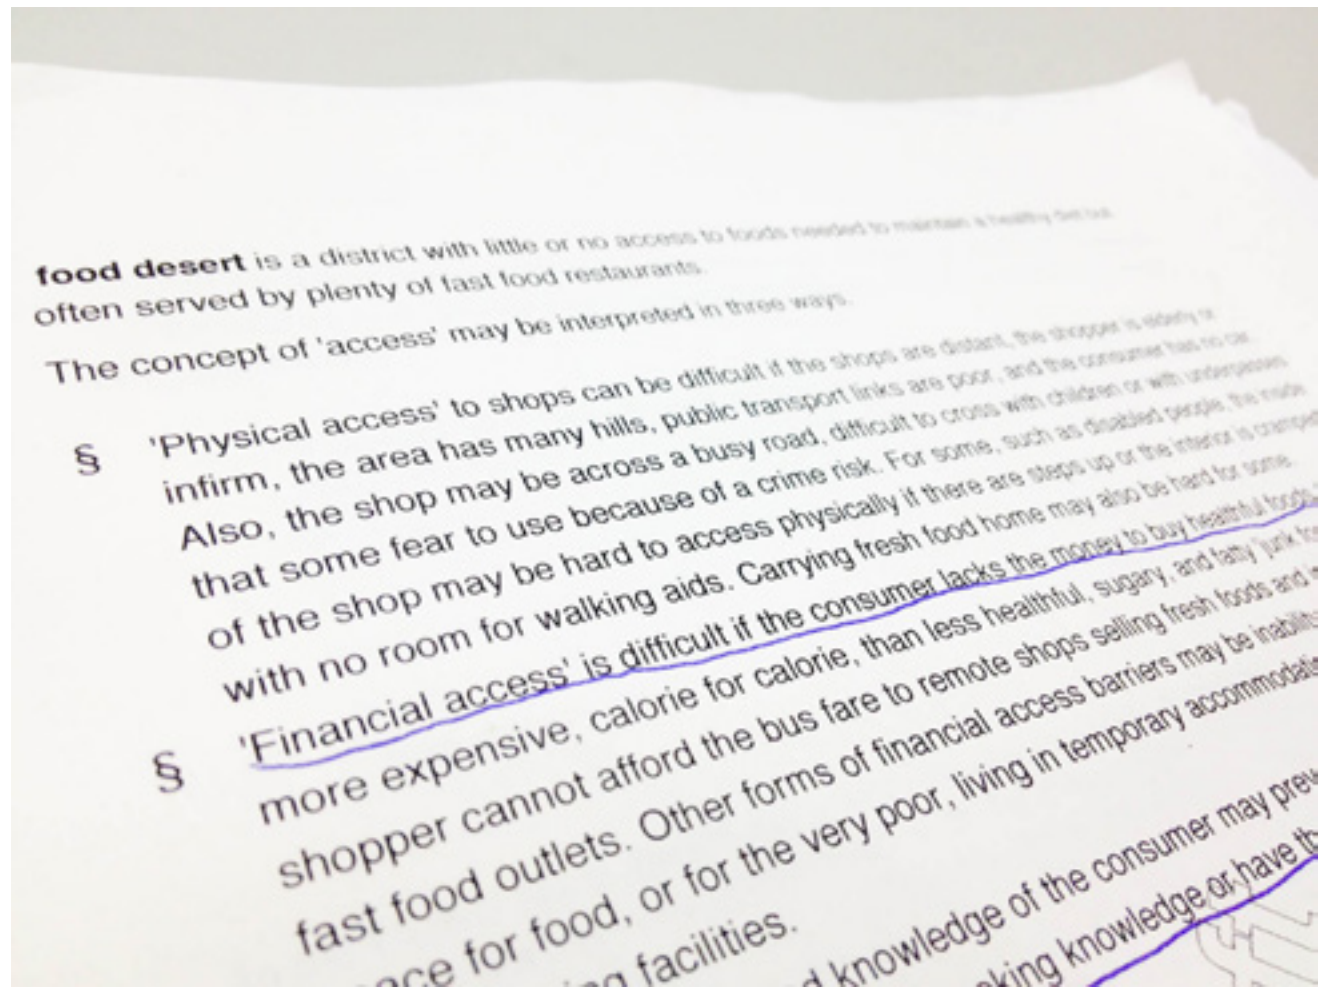 food desert is a district with little or no access to foods needed to maintain a healthy diet but
often served by plenty of fast food restaurants.
The concept of 'access' may be interpreted in three ways.
§ 'Physical access' to shops can be difficult if the shops are distant, the shopper is elderly or
infirm, the area has many hills, public transport links are poor, and the consumer has no car.
Also, the shop may be across a busy road, difficult to cross with children or with underpasses
that some fear to use because of a crime risk. For some, such as disabled people, the inside
of the shop may be hard to access physically if there are steps up or the interior is cramped
with no room for walking aids. Carrying fresh food home may also be hard for some.
§ 'Financial access' is difficult if the consumer lacks the money to buy healthful foods
more expensive, calorie for calorie, than less healthful, sugary, and fatty junk
shopper cannot afford the bus fare to remote shops selling fresh foods and
fast food outlets. Other forms of financial access barriers may be
for food, or for the very poor, living in temporary
facilities.
knowledge of the consumer may
knowledge or have